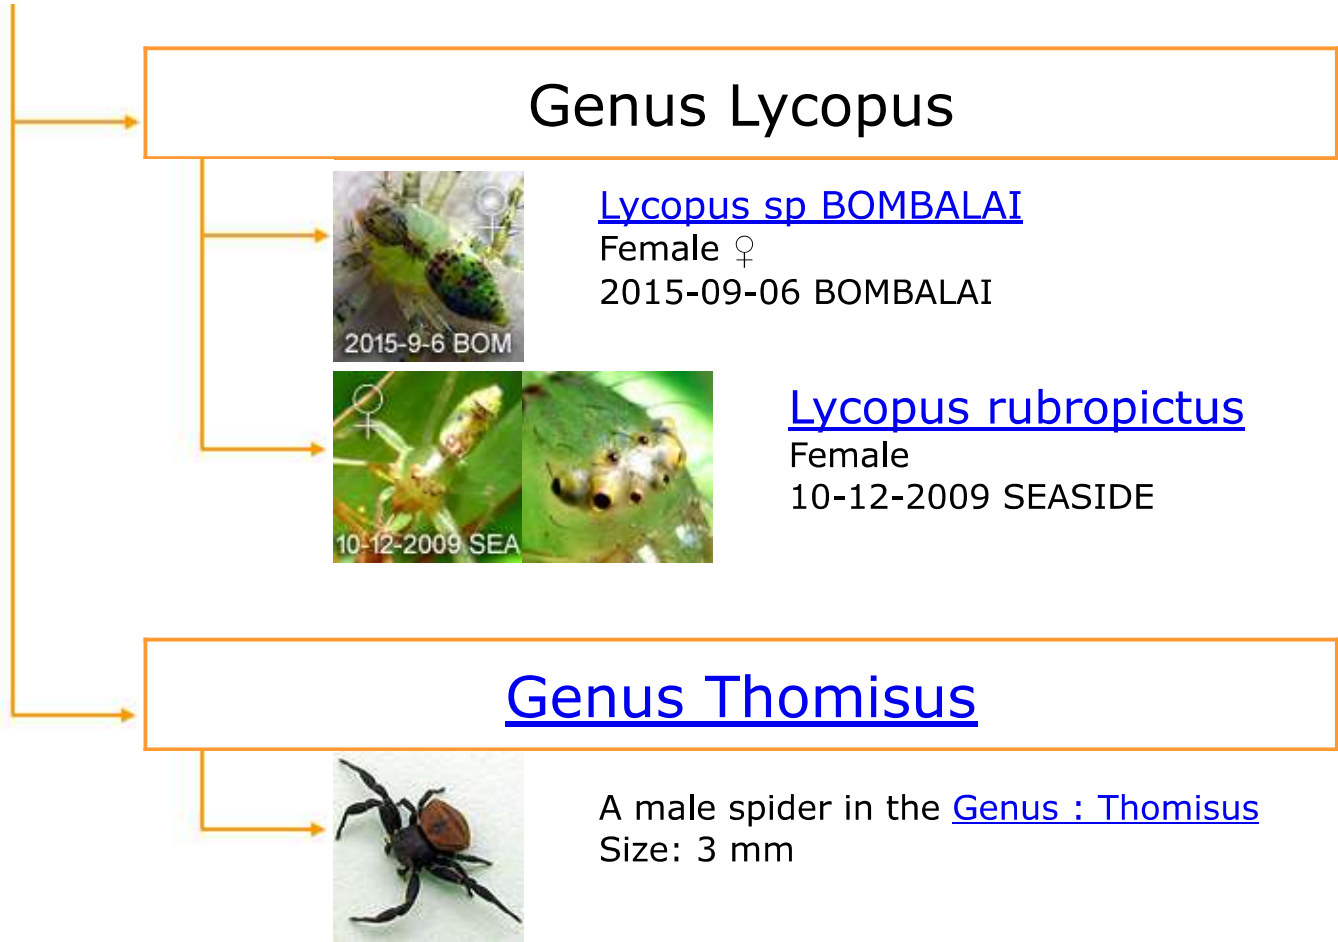 Genus Lycopus
Lycopus sp BOMBALAI
Female ♀
2015-09-06 BOMBALAI
♀
2015-9-6 BOM
Lycopus rubropictus
Female
10-12-2009 SEASIDE
♀
10-12-2009 SEA
Genus Thomisus
A male spider in the Genus : Thomisus
Size: 3 mm